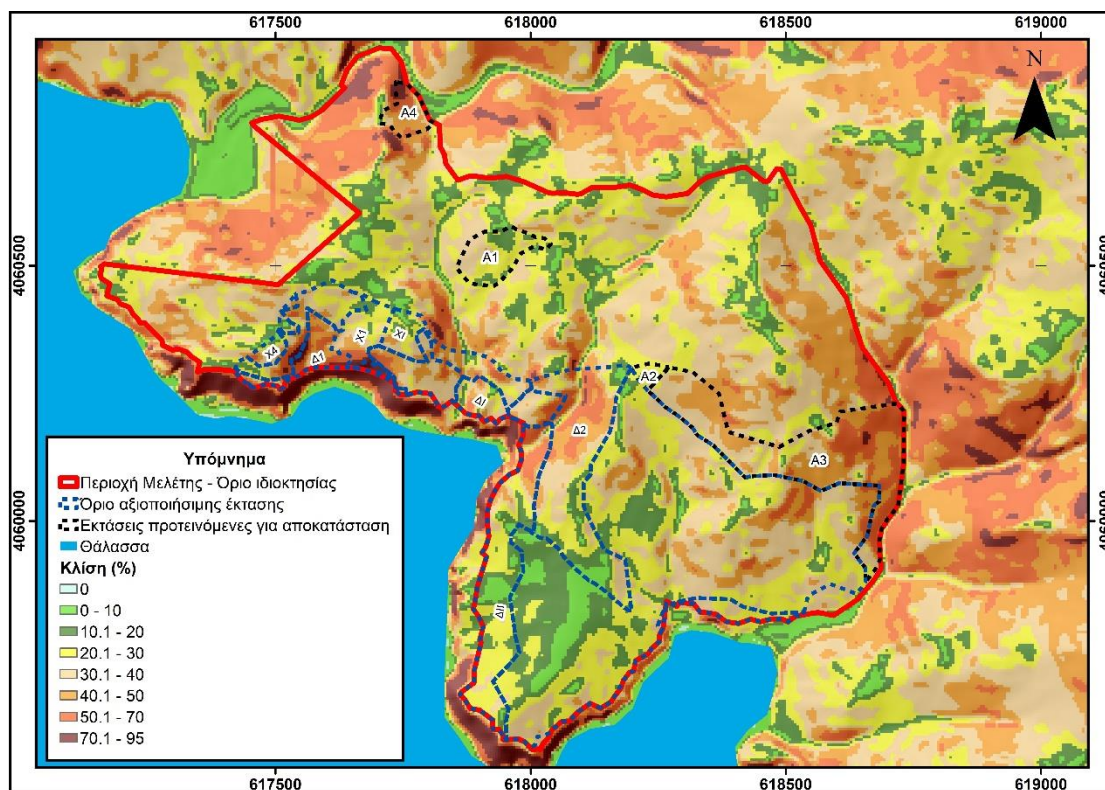 617500 618000 618500 619000
N
4060500 4060500
4060000 4060000
A4
A1
X4
Δ1
X1
XI
ΔI
A2
Δ2
A3
ΔII
Υπόμνημα
Περιοχή Μελέτης - Όριο ιδιοκτησίας
Όριο αξιοποιήσιμης έκτασης
Εκτάσεις προτεινόμενες για αποκατάσταση
Θάλασσα
Κλίση (%)
0
0 - 10
10.1 - 20
20.1 - 30
30.1 - 40
40.1 - 50
50.1 - 70
70.1 - 95
617500 618000 618500 619000